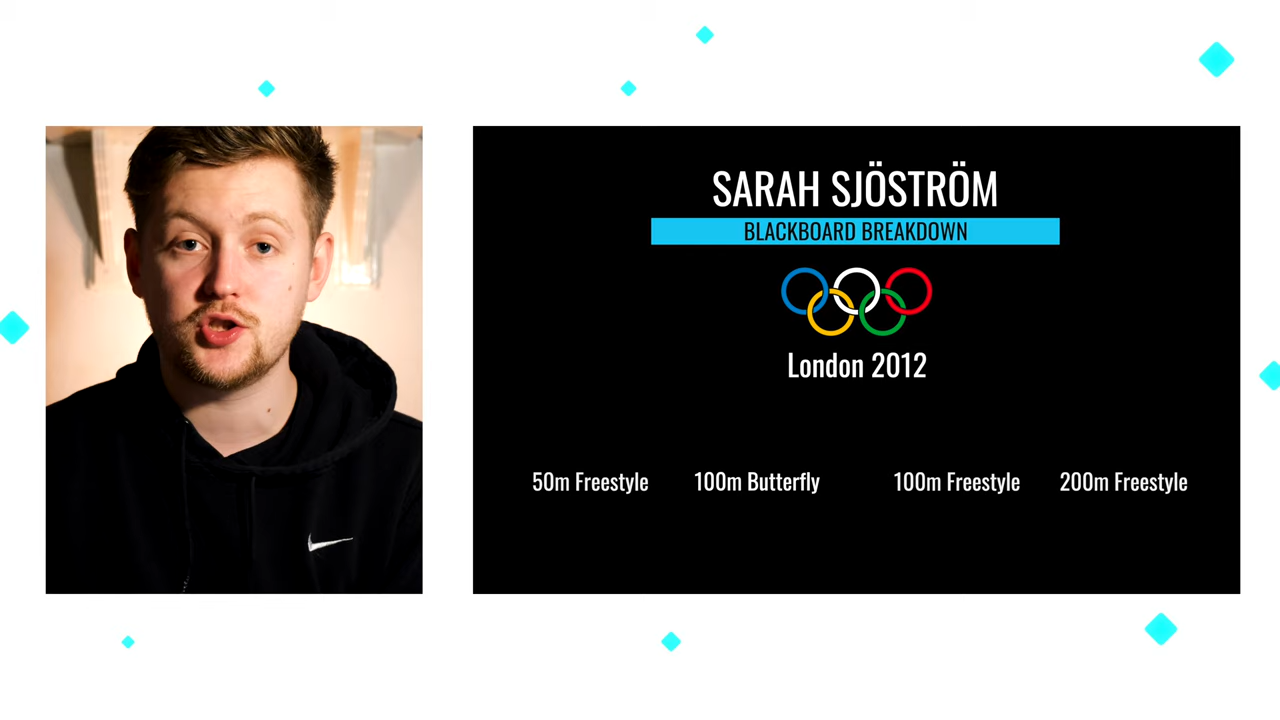 SARAH SJÖSTRÖM
BLACKBOARD BREAKDOWN
London 2012
50m Freestyle 100m Butterfly 100m Freestyle 200m Freestyle